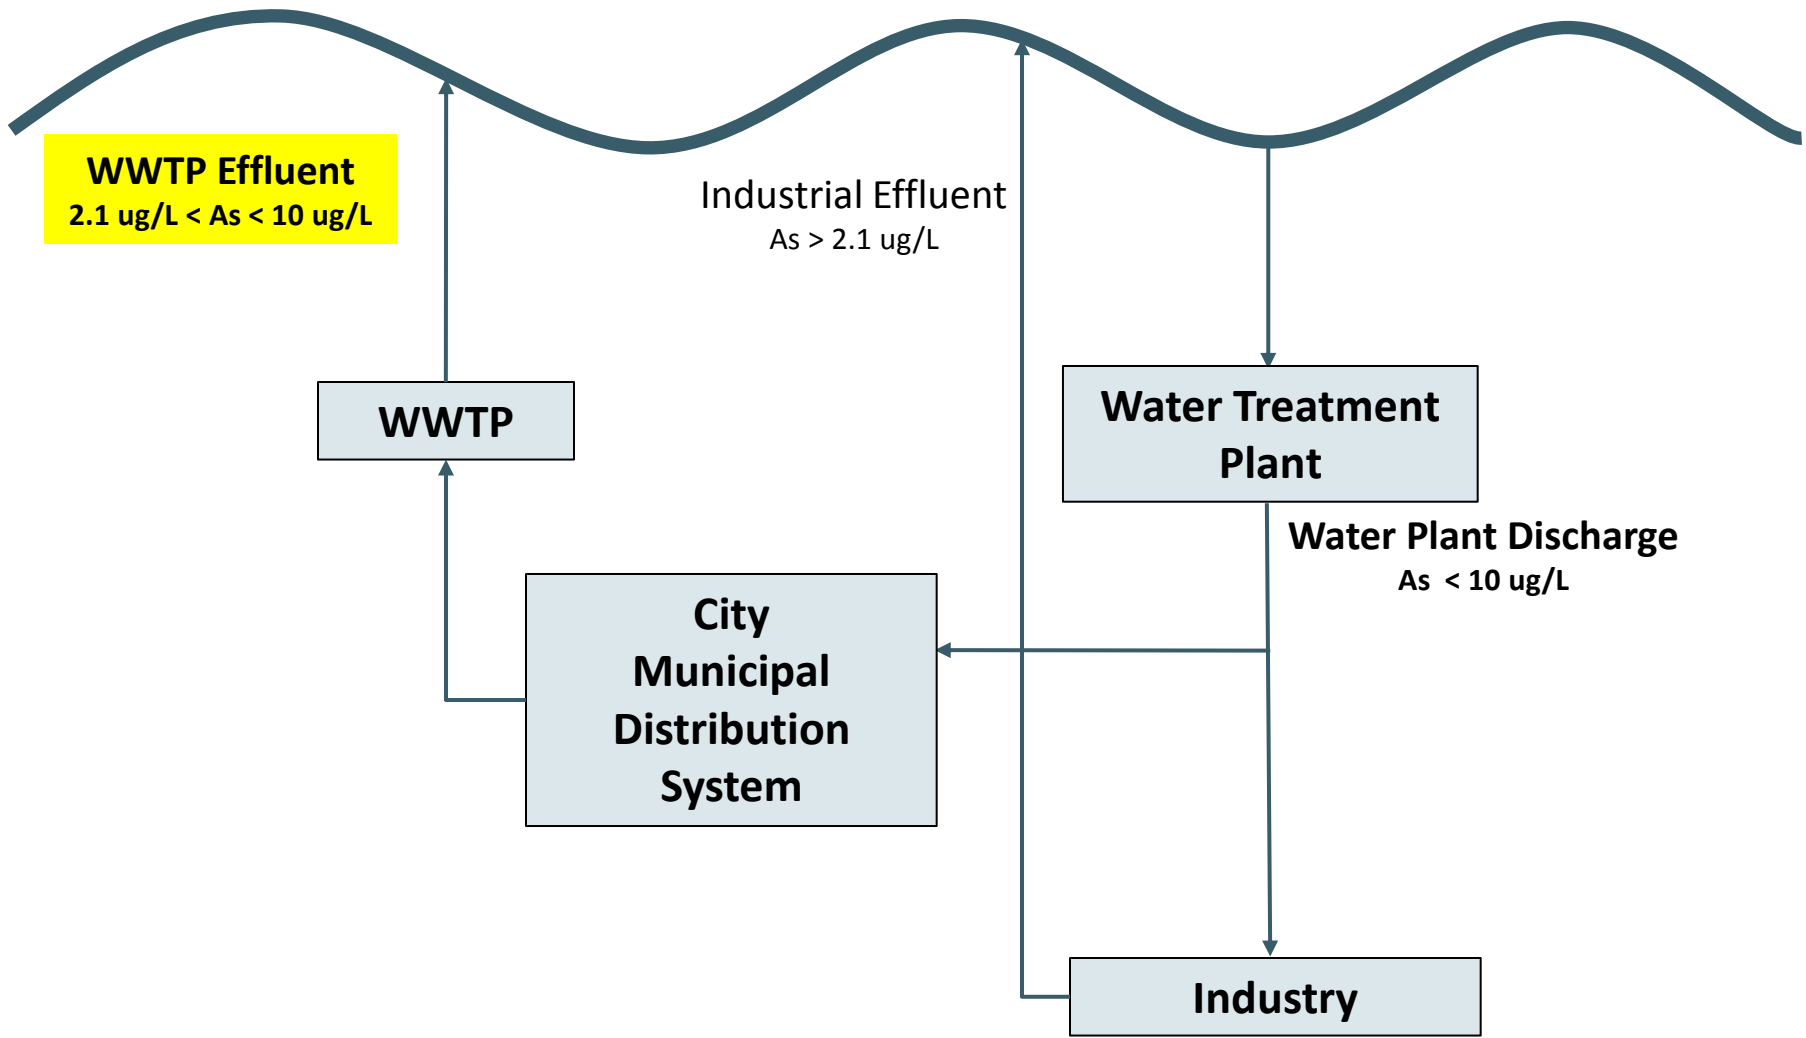 WWTP Effluent
2.1 ug/L < As < 10 ug/L
Industrial Effluent
As > 2.1 ug/L
WWTP
Water Treatment
Plant
Water Plant Discharge
As < 10 ug/L
City
Municipal
Distribution
System
Industry